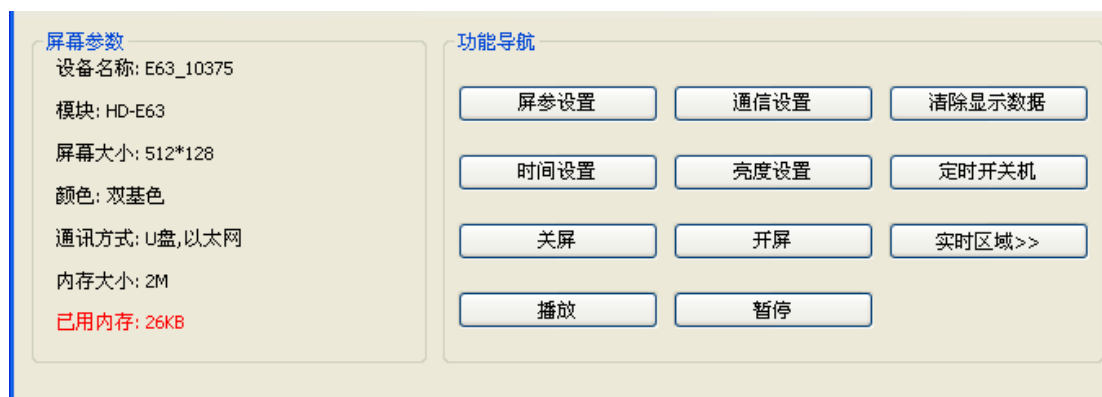 屏幕参数
设备名称: E63_10375
模块: HD-E63
屏幕大小: 512*128
颜色: 双基色
通讯方式: U盘,以太网
内存大小: 2M
已用内存: 26KB
功能导航
屏参设置 通信设置 清除显示数据
时间设置 亮度设置 定时开关机
关屏 开屏 实时区域>>
播放 暂停